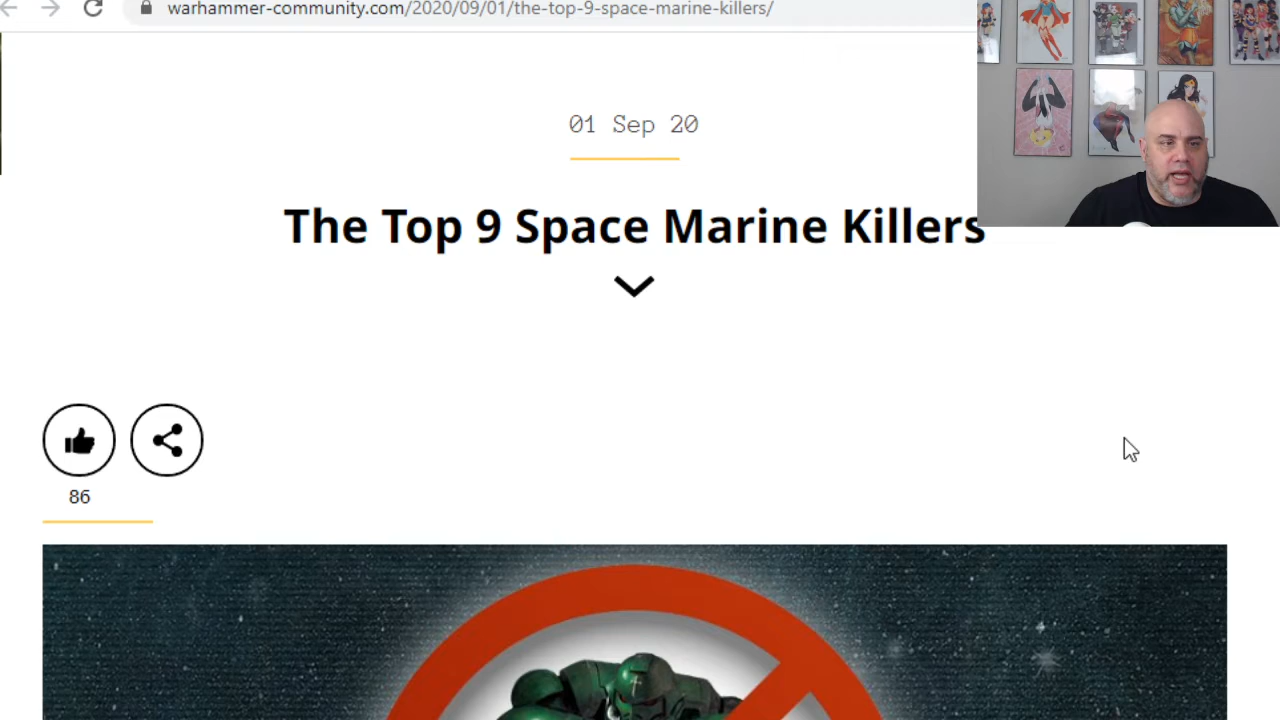 warhammer-community.com/2020/09/01/the-top-9-space-marine-killers/
01 Sep 20
The Top 9 Space Marine Killers
86